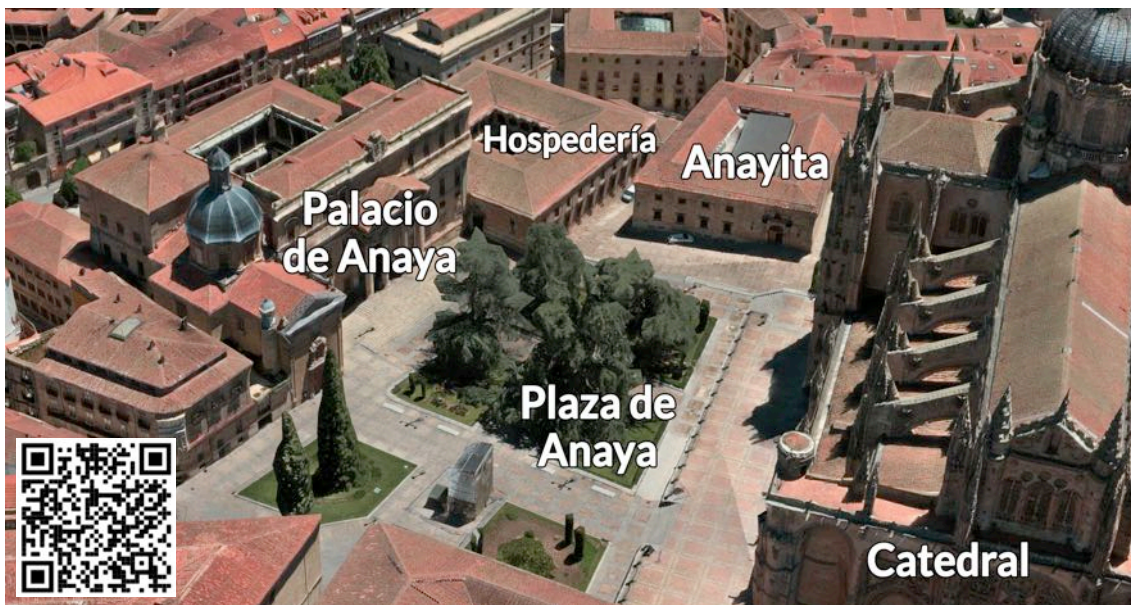 Hospedería
Anayita
Palacio
de Anaya
Plaza de
Anaya
Catedral